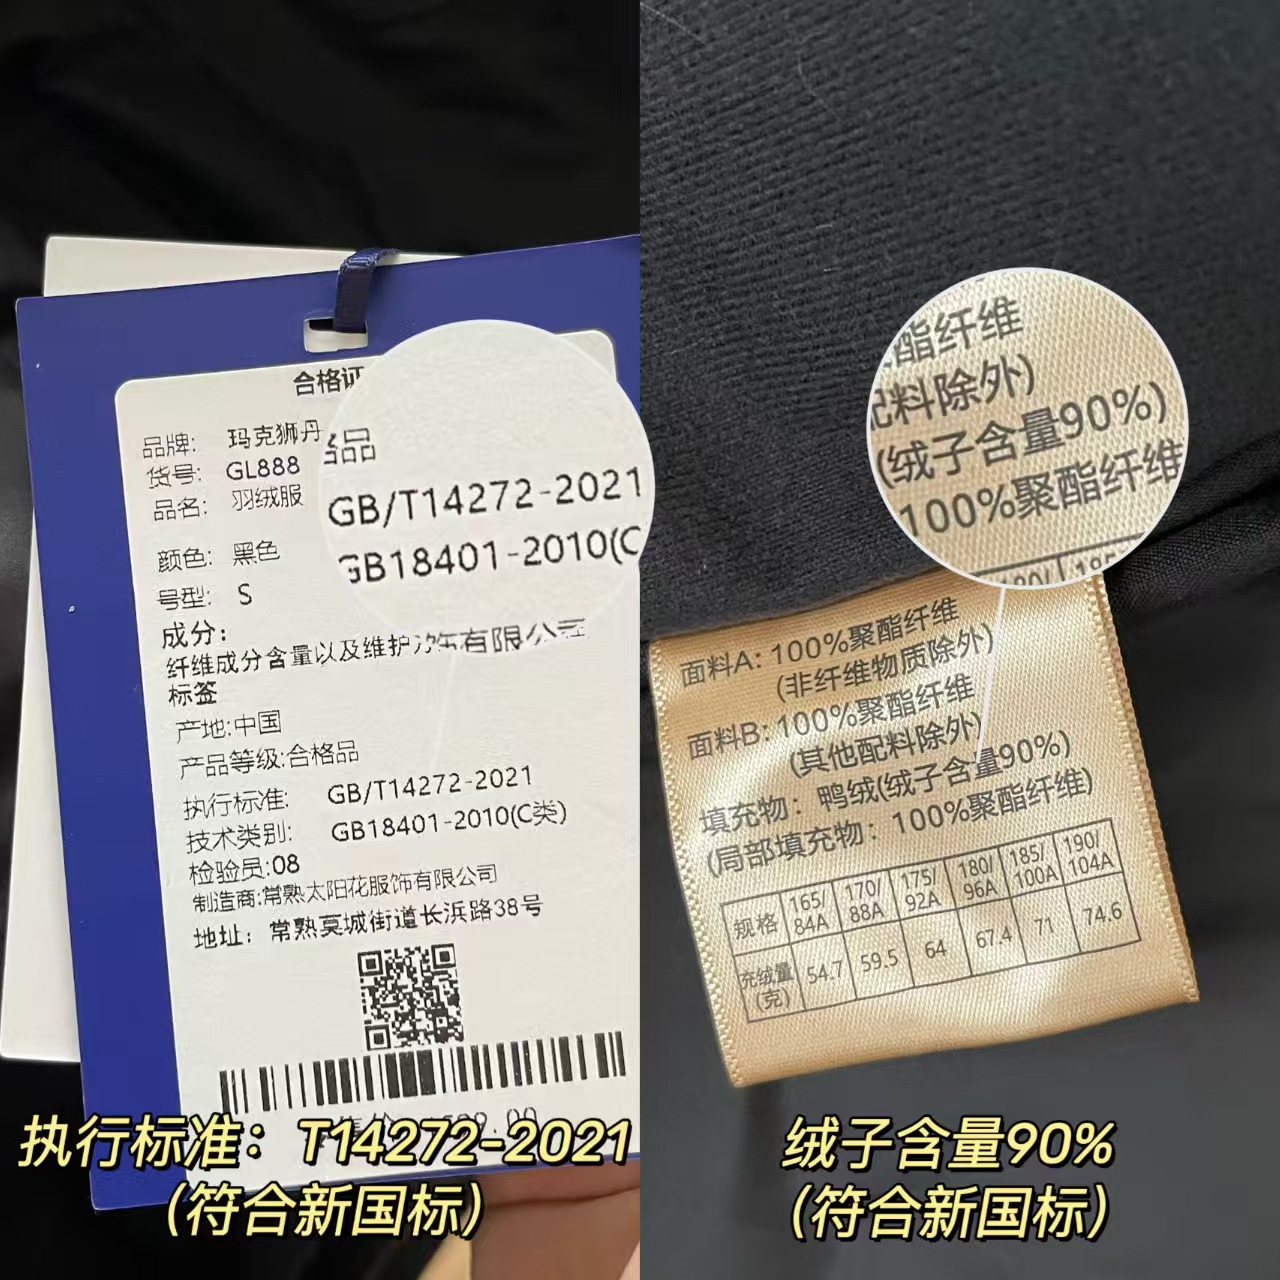 合格证
品牌: 玛克狮丹
货号: GL888
品名: 羽绒服
颜色: 黑色
号型: S
成分:
纤维成分含量以及维护
标签
产地:中国
产品等级:合格品
执行标准: GB/T14272-2021
技术类别: GB18401-2010(C类)
检验员:08
制造商:常熟太阳花服饰有限公司
地址: 常熟莫城街道长浜路38号
格品
GB/T14272-2021
GB18401-2010(C
饰有限公司
执行标准：T14272-2021
（符合新国标）
酯纤维
配料除外)
(绒子含量90%)
100%聚酯纤维
面料A: 100%聚酯纤维
(非纤维物质除外)
面料B: 100%聚酯纤维
(其他配料除外)
填充物: 鸭绒(绒子含量90%)
(局部填充物: 100%聚酯纤维)
规格 165/84A 170/88A 175/92A 180/96A 185/100A 190/104A
充绒量(克) 54.7 59.5 64 67.4 71 74.6
绒子含量90%
（符合新国标）